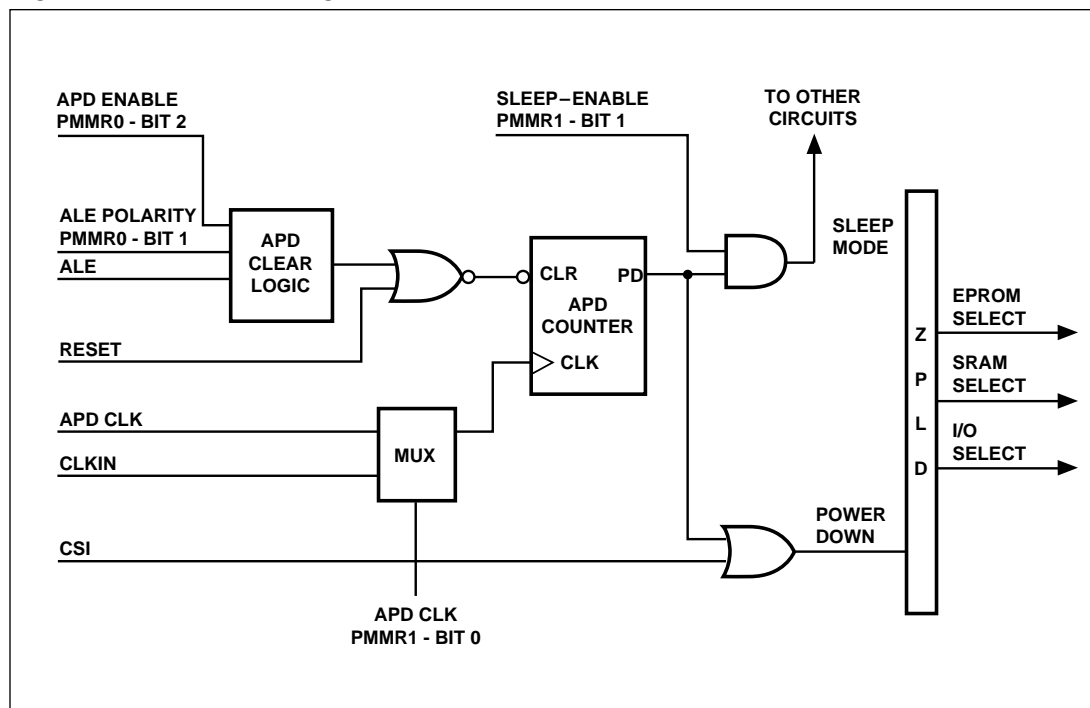 APD ENABLE
PMMR0 - BIT 2
SLEEP–ENABLE
PMMR1 - BIT 1
TO OTHER
CIRCUITS
ALE POLARITY
PMMR0 - BIT 1
ALE
APD
CLEAR
LOGIC
CLR
PD
APD
COUNTER
CLK
SLEEP
MODE
RESET
APD CLK
CLKIN
MUX
CSI
APD CLK
PMMR1 - BIT 0
POWER
DOWN
Z
P
L
D
EPROM
SELECT
SRAM
SELECT
I/O
SELECT